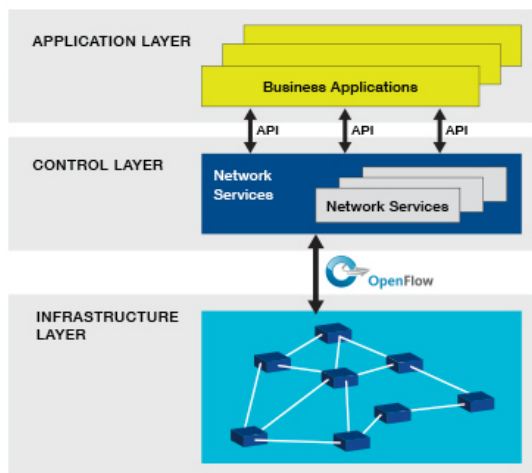 APPLICATION LAYER
Business Applications
API
API
API
CONTROL LAYER
Network
Services
Network Services
OpenFlow
INFRASTRUCTURE
LAYER